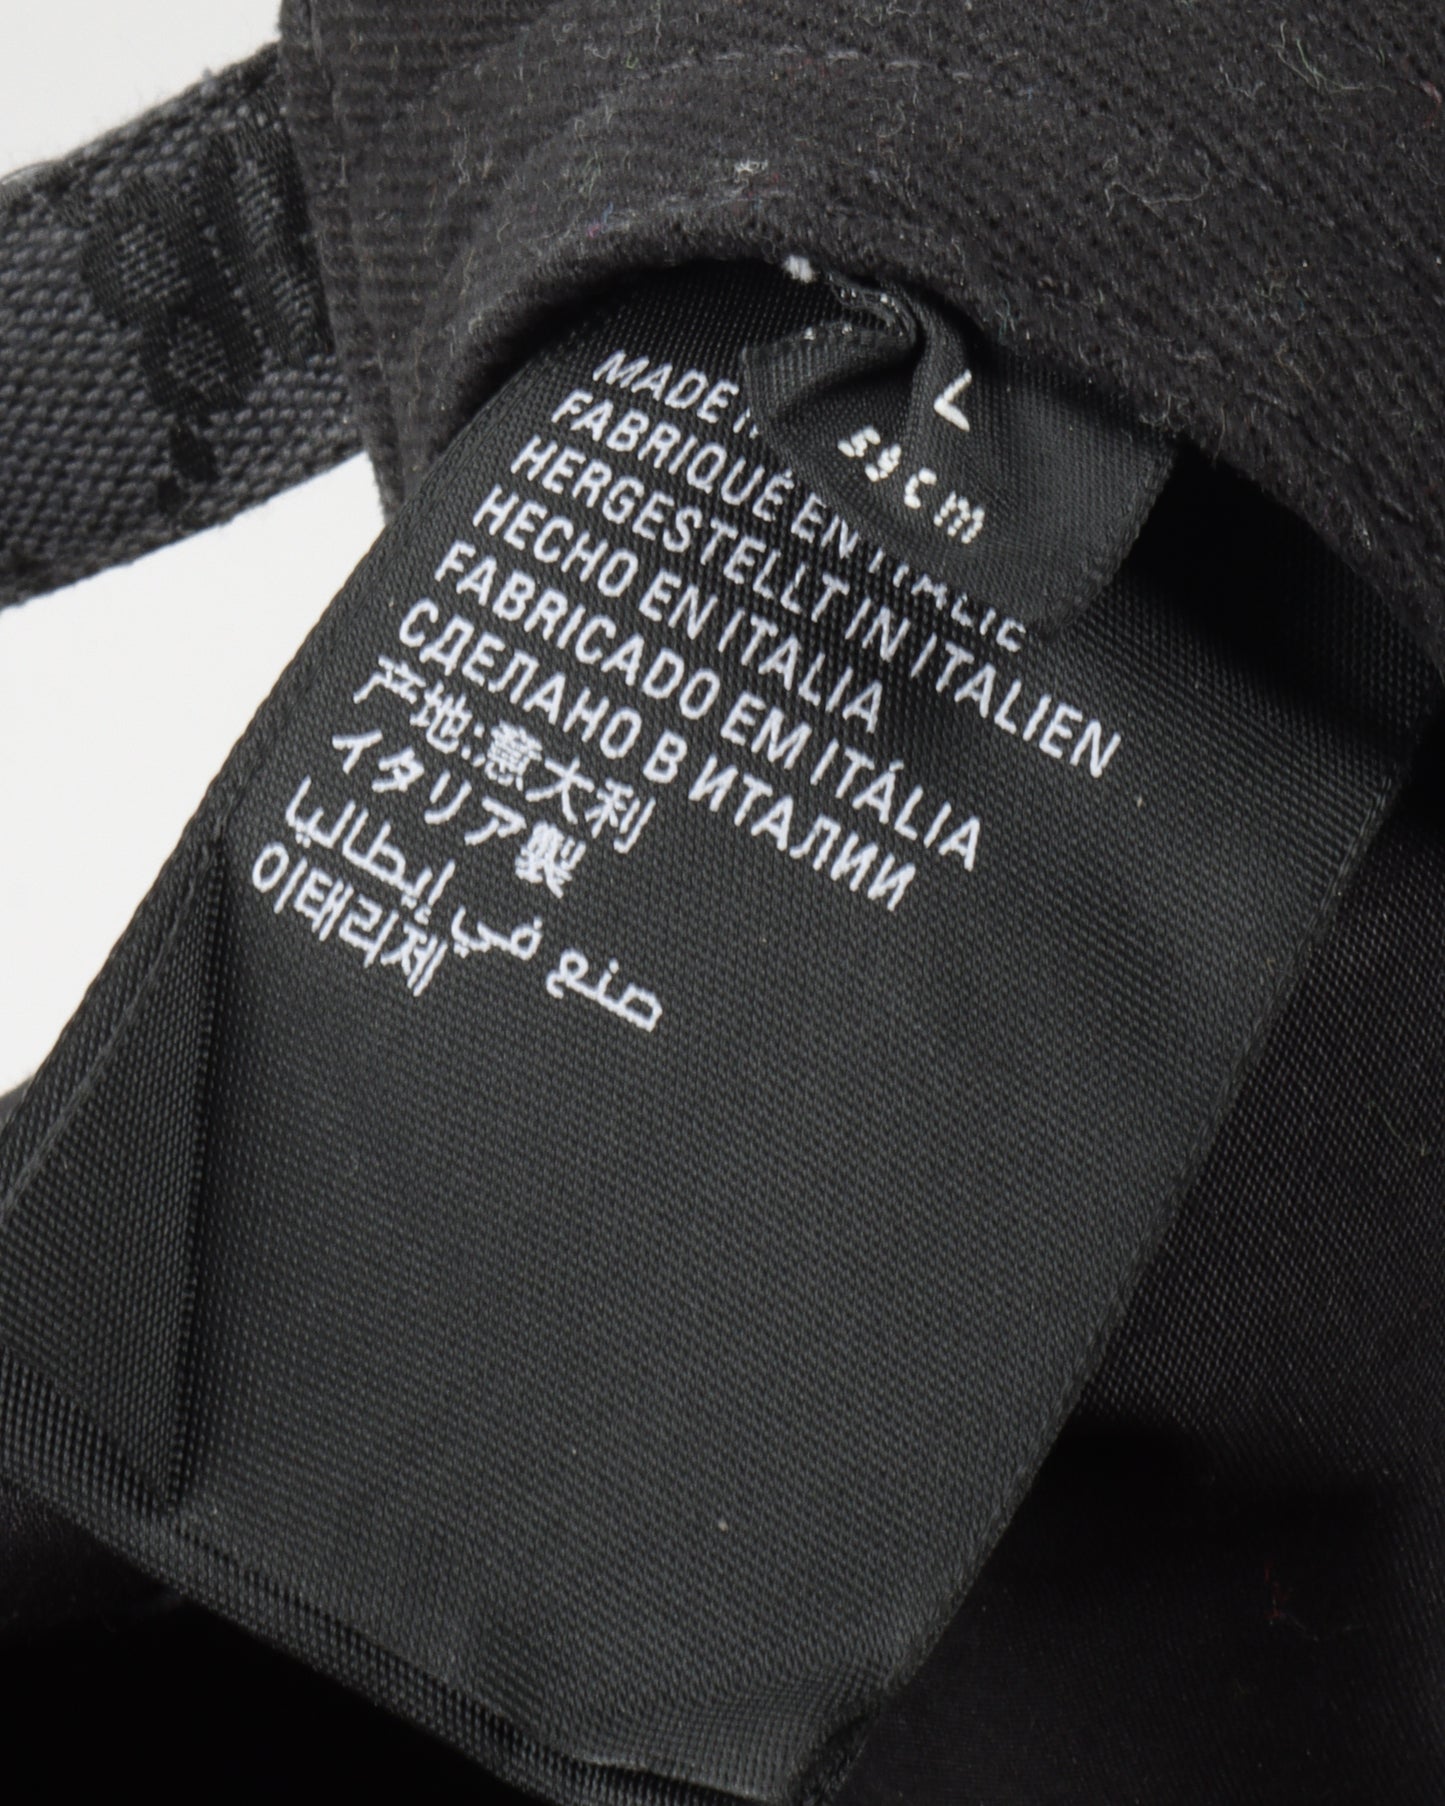 L
59cm
MADE
FABRIQUÉ EN ITALIE
HERGESTELLT IN ITALIEN
HECHO EN ITALIA
FABRICADO EM ITÁLIA
СДЕЛАНО В ИТАЛИИ
产地:意大利
イタリア製
صنع في إيطاليا
이태리제